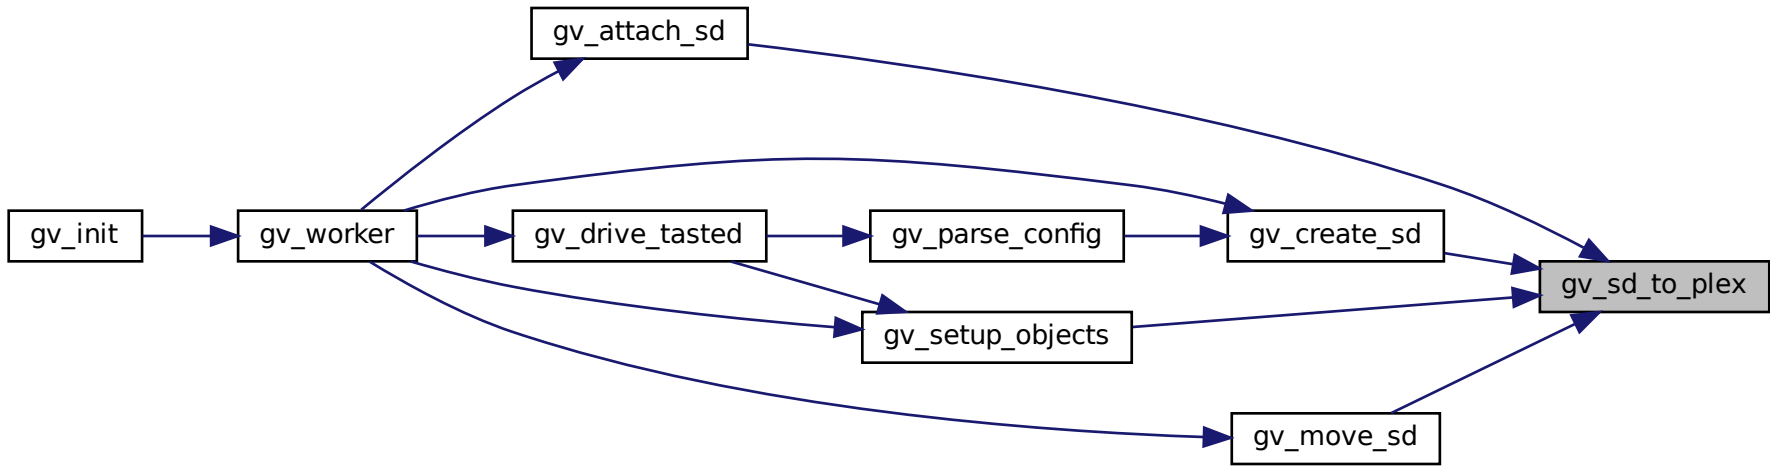 gv_attach_sd
gv_init
gv_worker
gv_drive_tasted
gv_parse_config
gv_create_sd
gv_sd_to_plex
gv_setup_objects
gv_move_sd